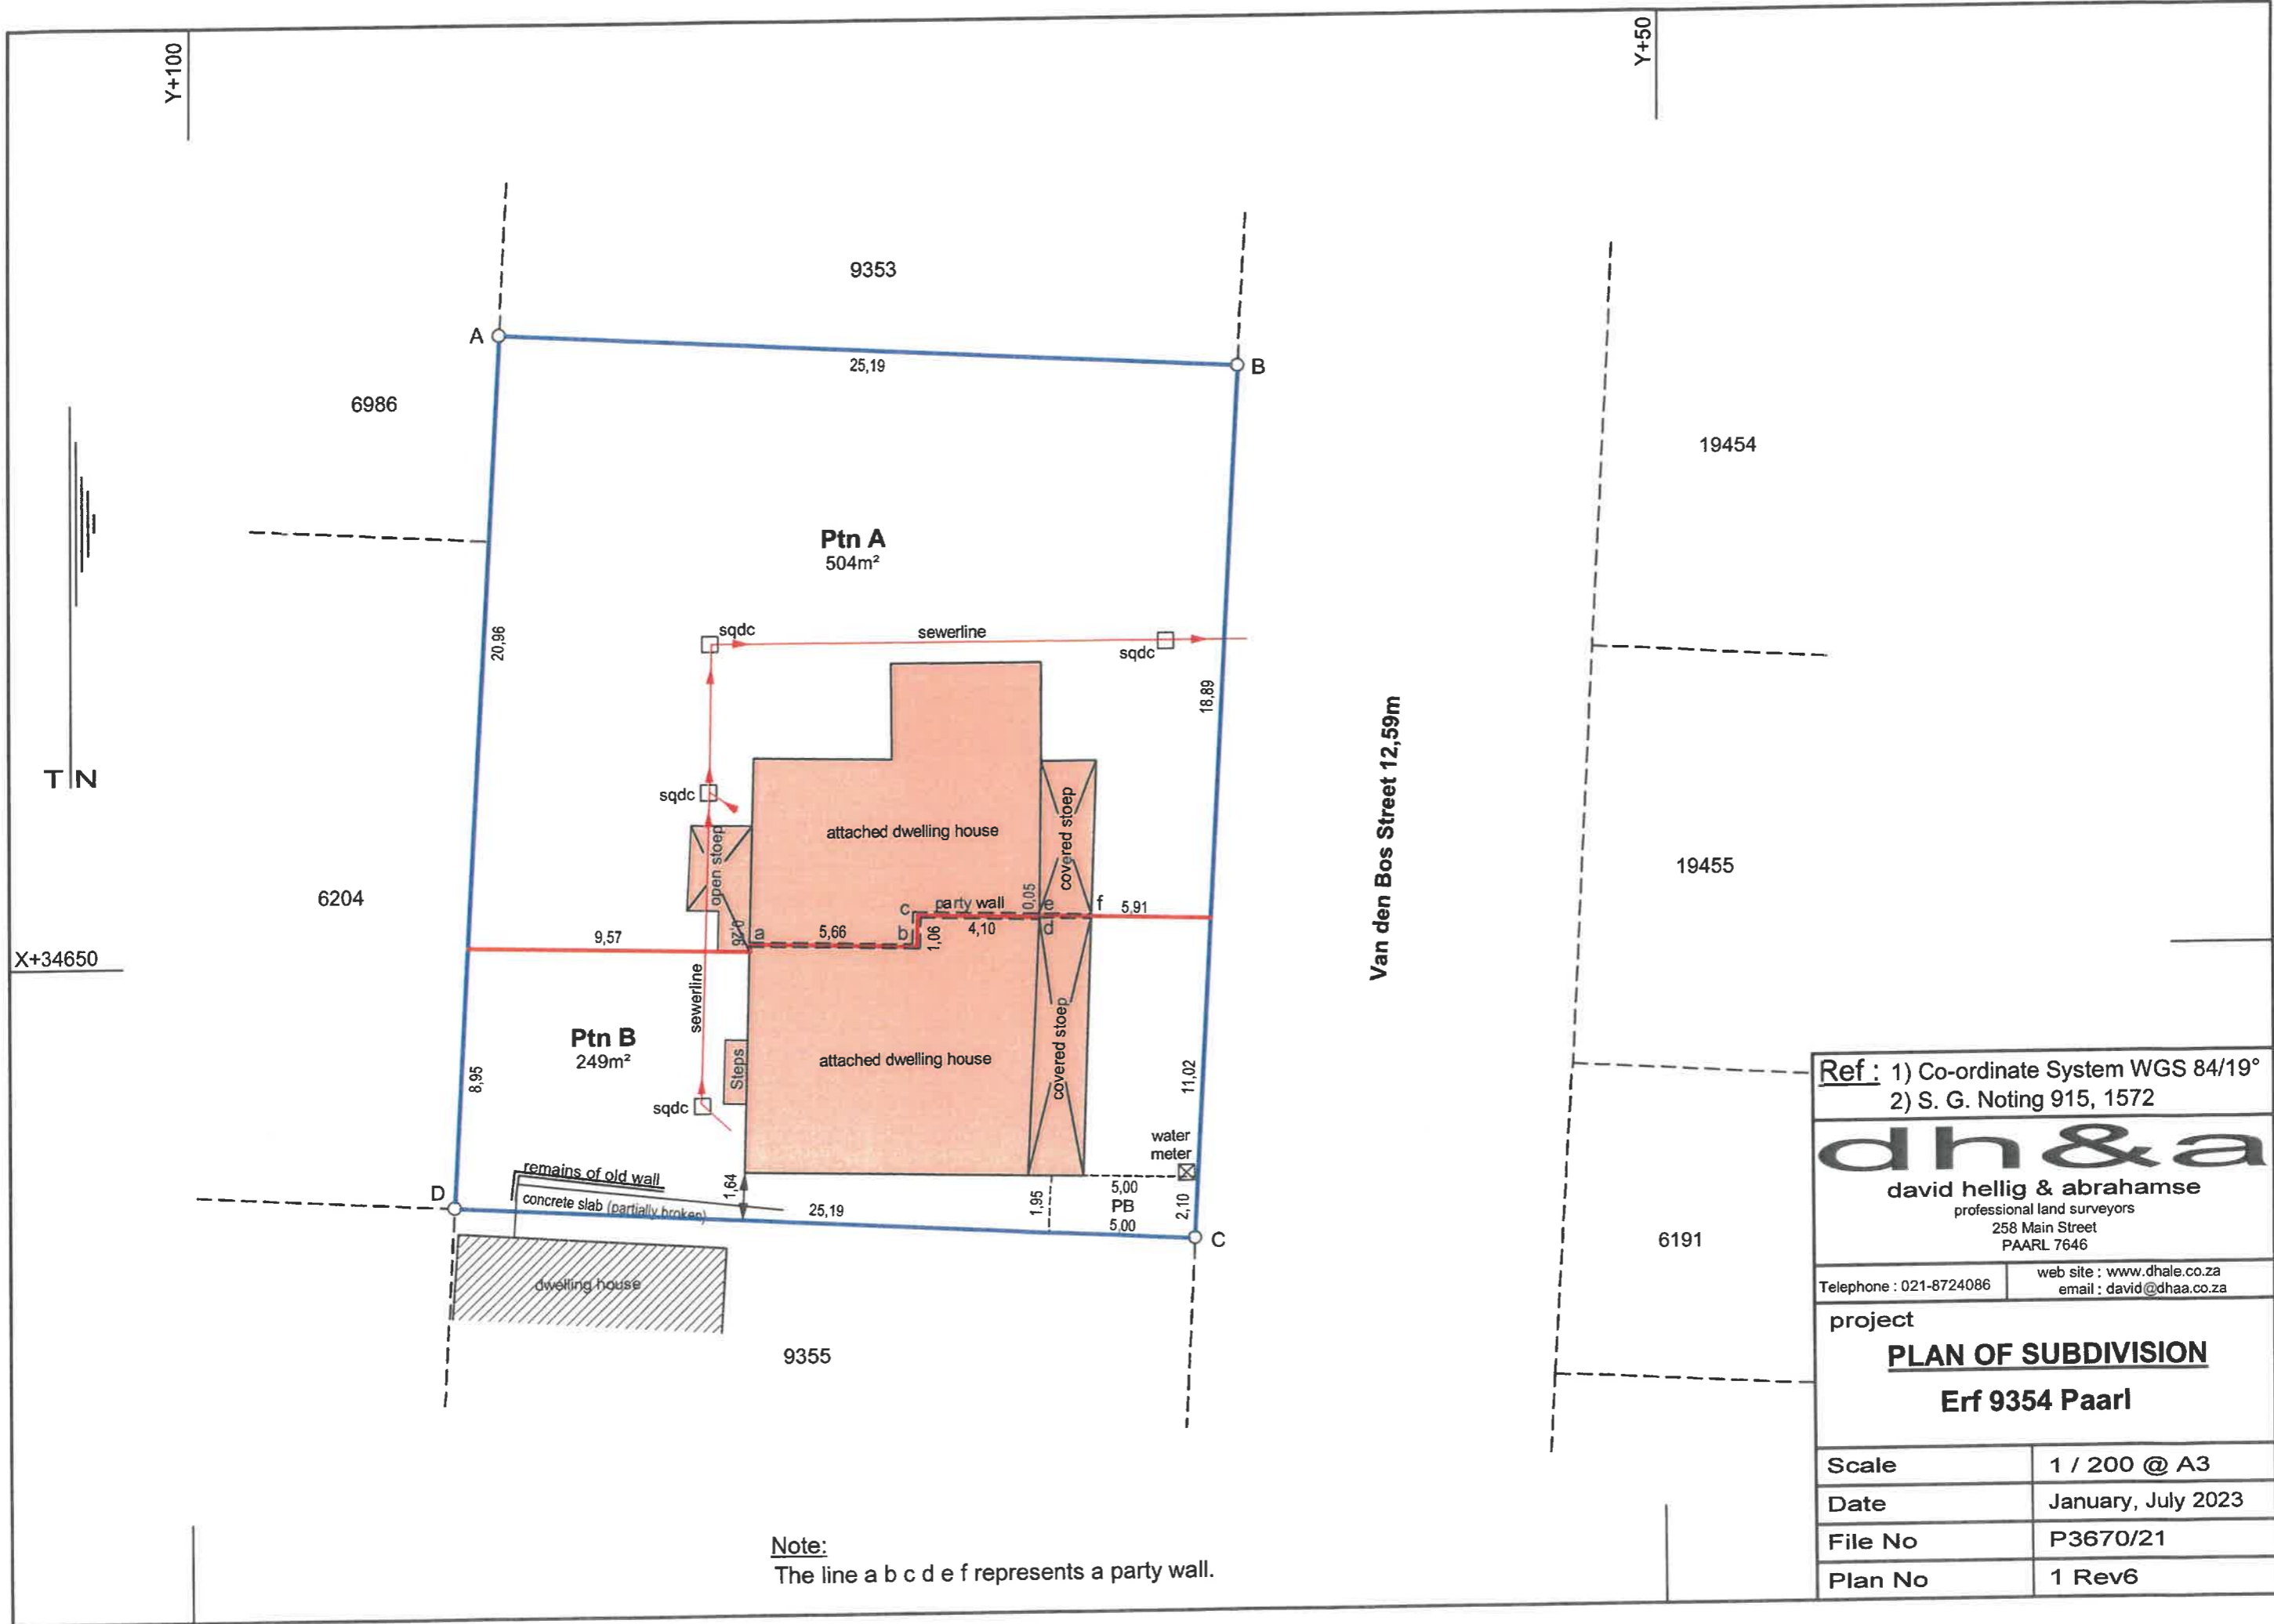 Y+100
Y+50
9353
A
B
25,19
6986
19454
Ptn A
504m²
20,96
sqdc
sewerline
sqdc
18,89
Van den Bos Street 12,59m
T N
sqdc
open stoep
attached dwelling house
covered stoep
19455
6204
c
party wall
0,05
e
f
5,91
9,57
0,26
a
5,66
b
1,06
4,10
d
X+34650
sewerline
Ptn B
249m²
Steps
attached dwelling house
covered stoep
8,95
11,02
sqdc
water
meter
D
remains of old wall
concrete slab (partially broken)
1,64
25,19
1,95
5,00
PB
5,00
2,10
C
6191
dwelling house
9355
Ref : 1) Co-ordinate System WGS 84/19°
2) S. G. Noting 915, 1572
dh&a
david hellig & abrahamse
professional land surveyors
258 Main Street
PAARL 7646
Telephone : 021-8724086
web site : www.dhale.co.za
email : david@dhaa.co.za
project
PLAN OF SUBDIVISION
Erf 9354 Paarl
Scale 1 / 200 @ A3
Date January, July 2023
File No P3670/21
Plan No 1 Rev6
Note:
The line a b c d e f represents a party wall.